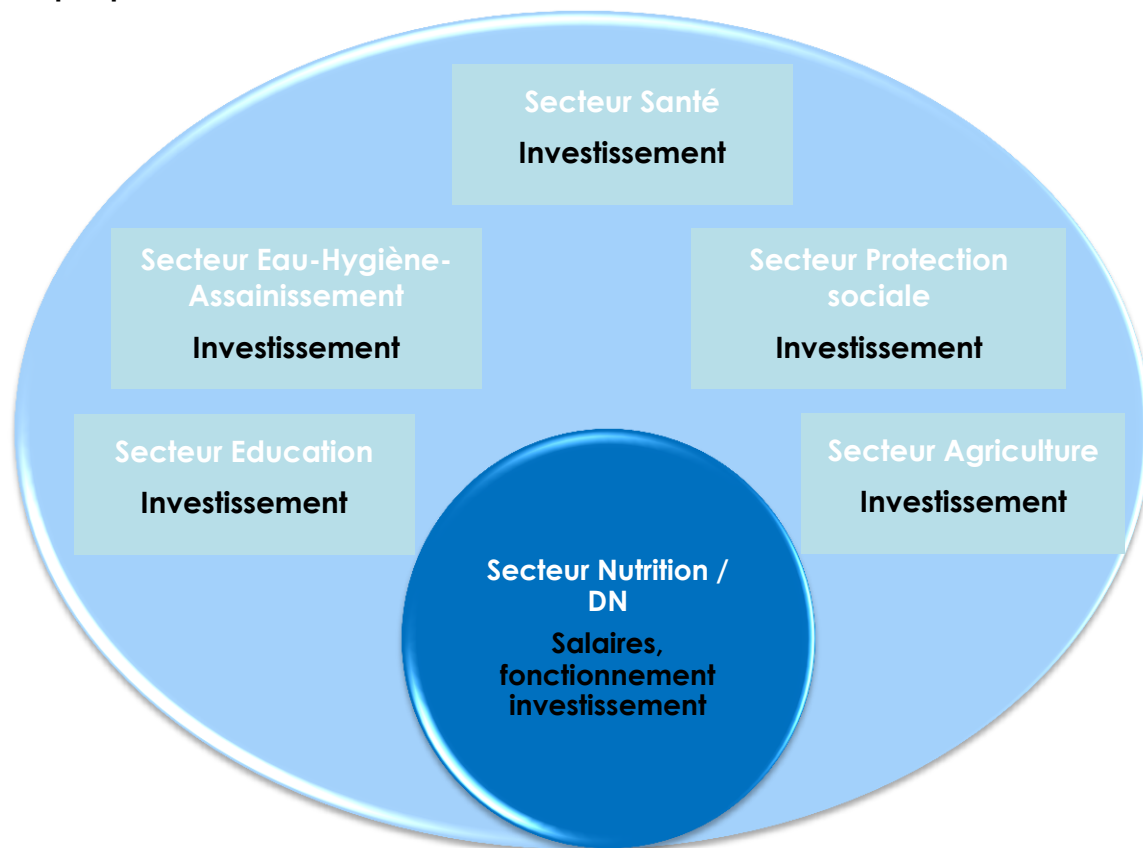 Secteur Santé
Investissement
Secteur Eau-Hygiène-
Assainissement
Investissement
Secteur Protection
sociale
Investissement
Secteur Education
Investissement
Secteur Agriculture
Investissement
Secteur Nutrition /
DN
Salaires,
fonctionnement
investissement